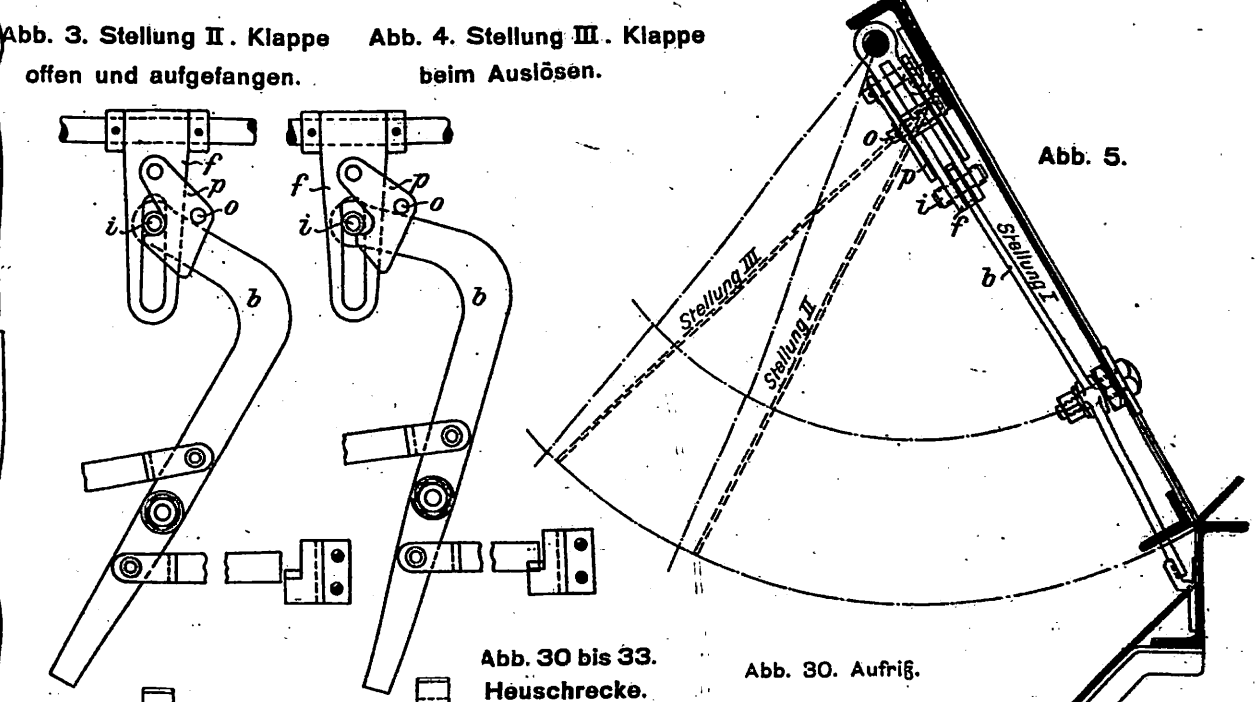 Abb. 3. Stellung II. Klappe
offen und aufgefangen.
Abb. 4. Stellung III. Klappe
beim Auslösen.
f
p
o
i
b
f
p
o
i
b
Abb. 5.
o
p
i
f
b
Stellung I
Stellung II
Stellung III
Abb. 30 bis 33.
Heuschrecke.
Abb. 30. Aufriß.